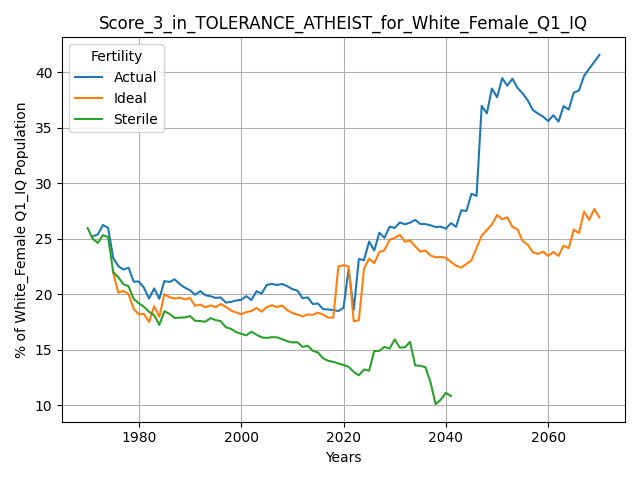 Score_3_in_TOLERANCE_ATHEIST_for_White_Female_Q1_IQ
Fertility
Actual
Ideal
Sterile
% of White_Female Q1_IQ Population
40
35
30
25
20
15
10
1980
2000
2020
2040
2060
Years